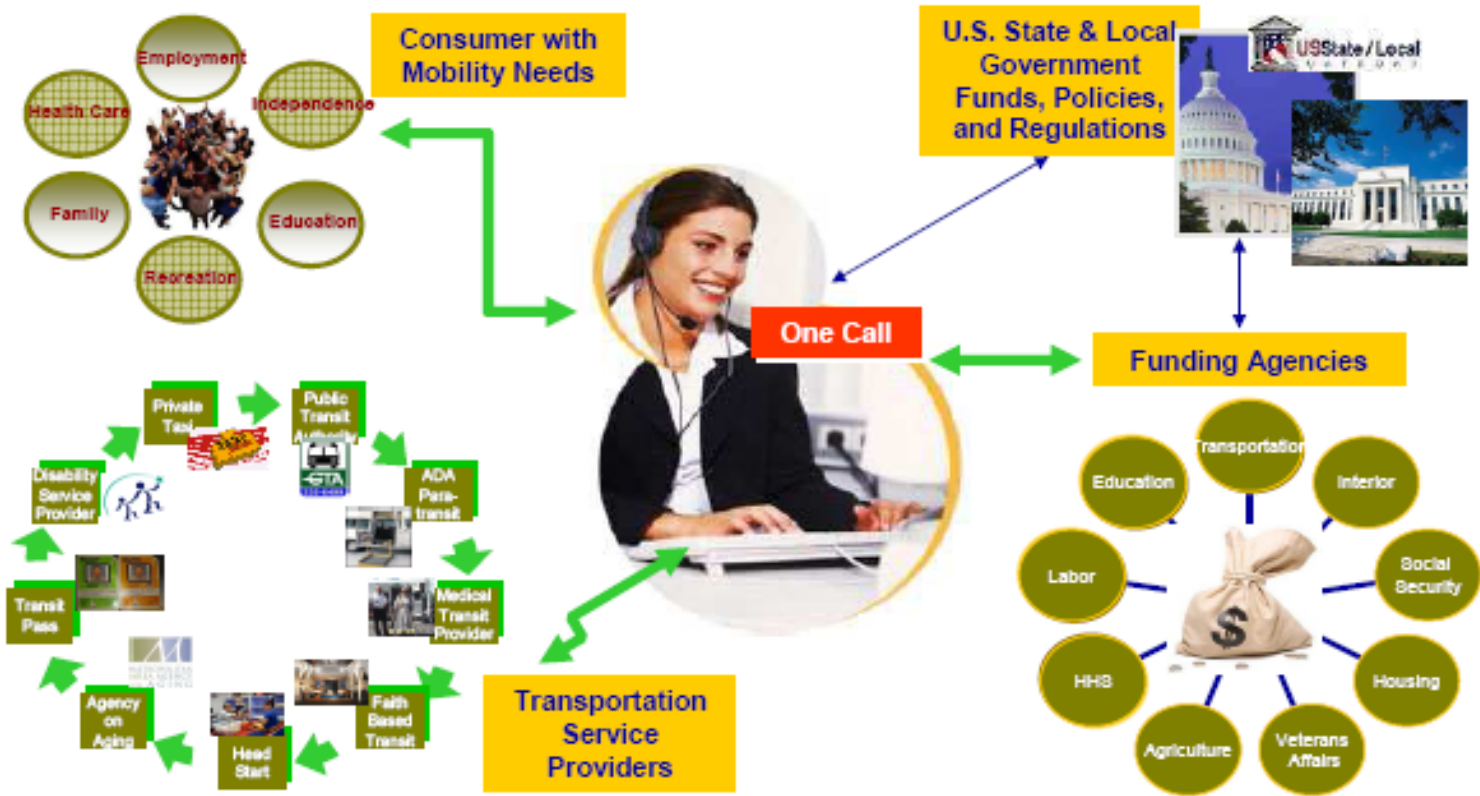 Employment
Health Care
Independence
Family
Education
Recreation
Consumer with
Mobility Needs
U.S. State & Local
Government
Funds, Policies,
and Regulations
USState / Local
One Call
Funding Agencies
Transportation
Education
Interior
Labor
Social
Security
HHS
Housing
Agriculture
Veterans
Affairs
Private
Taxi
Public
Transit
Authority
GTA
Disability
Service
Provider
ADA
Para-
transit
Transit
Pass
Medical
Transit
Provider
Agency
on
Aging
Head
Start
Faith
Based
Transit
Transportation
Service
Providers
$